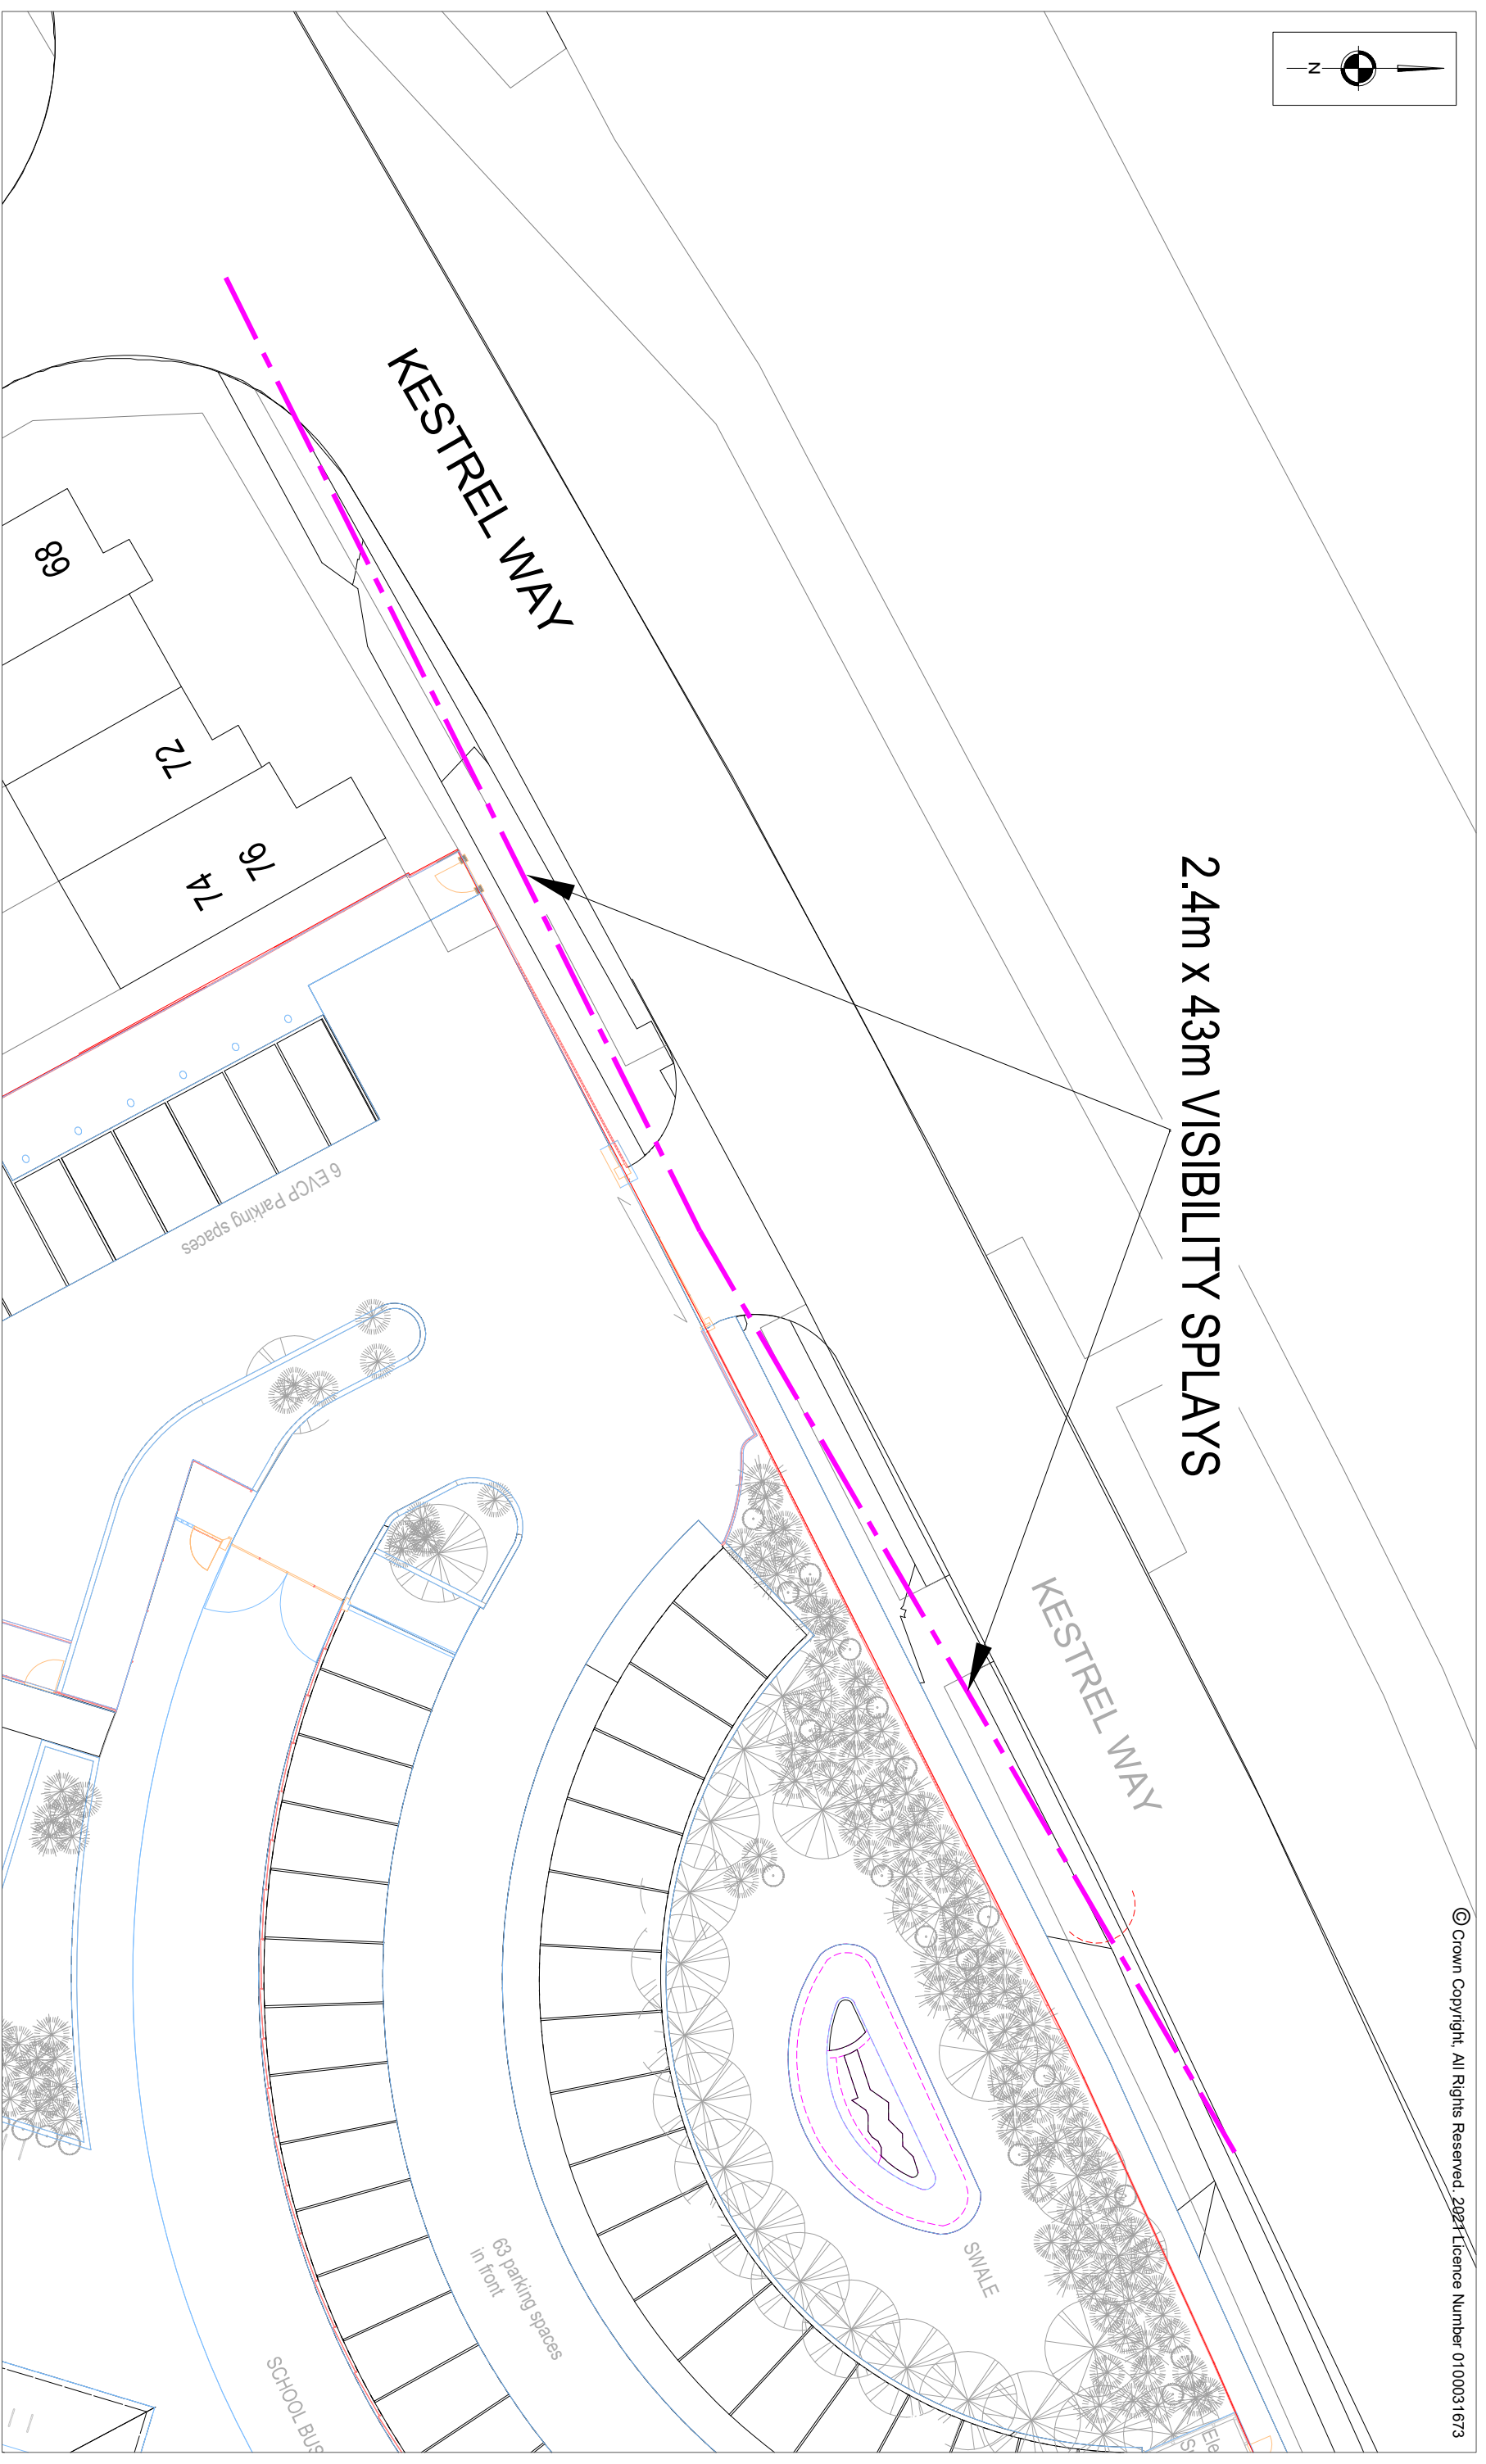 N
KESTREL WAY
2.4m x 43m VISIBILITY SPLAYS
KESTREL WAY
68
72
76
74
6 EVCP Parking spaces
SWALE
63 parking spaces
in front
SCHOOL BUS
Ele
© Crown Copyright, All Rights Reserved. 2021 Licence Number 0100031673